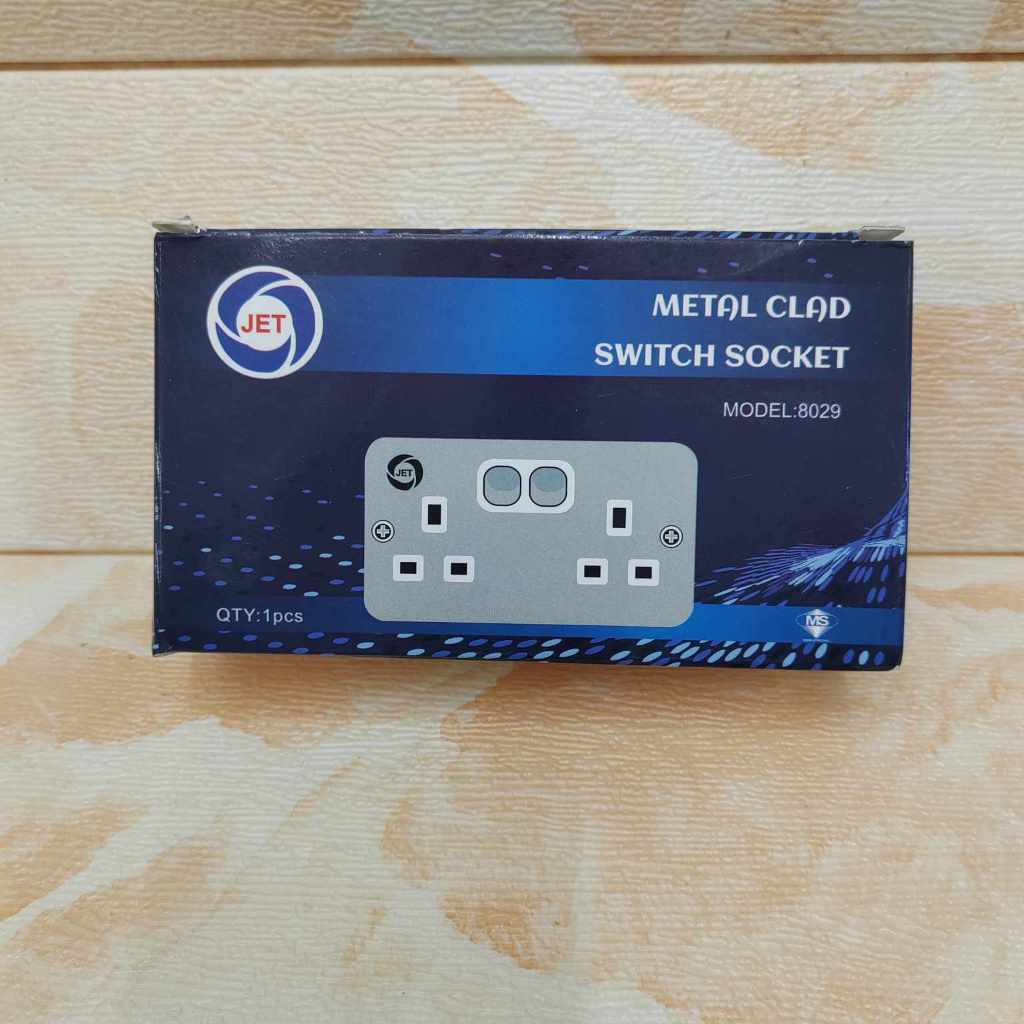 JET
METAL CLAD
SWITCH SOCKET
MODEL:8029
JET
QTY:1pcs
MS